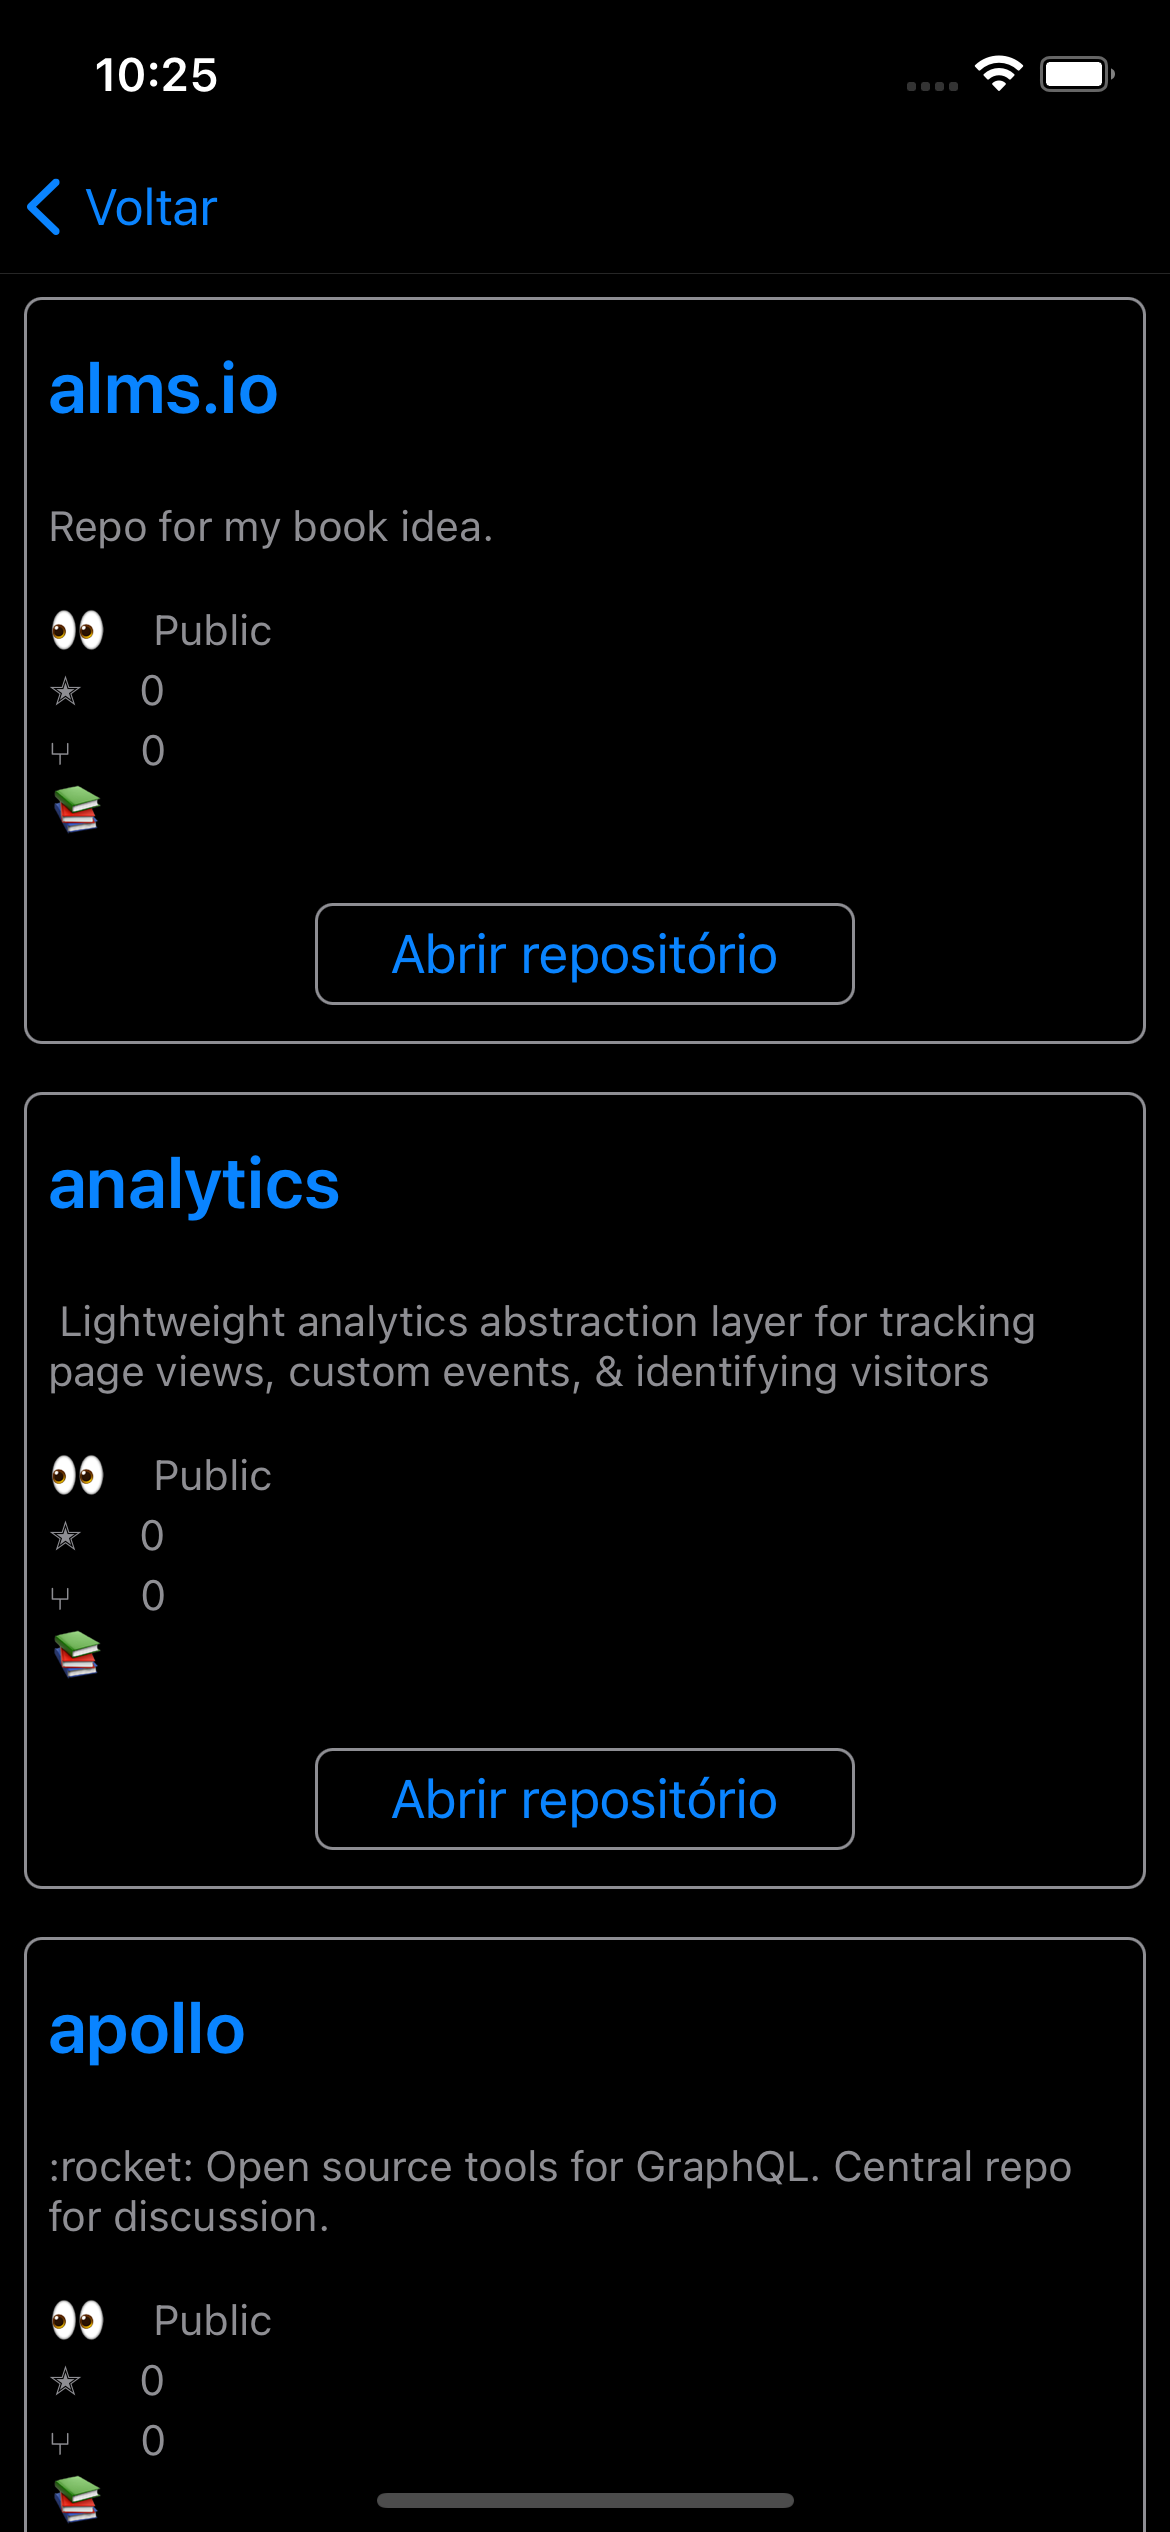 10:25
Voltar
alms.io
Repo for my book idea.
👀 Public
✭ 0
⑂ 0
📚
Abrir repositório
analytics
Lightweight analytics abstraction layer for tracking
page views, custom events, & identifying visitors
👀 Public
✭ 0
⑂ 0
📚
Abrir repositório
apollo
:rocket: Open source tools for GraphQL. Central repo
for discussion.
👀 Public
✭ 0
⑂ 0
📚